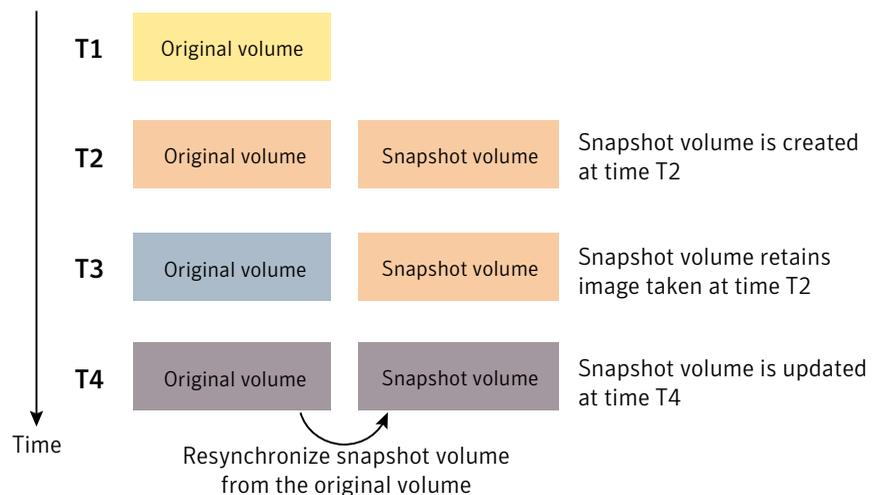 T1
Original volume
T2
Original volume
Snapshot volume
Snapshot volume is created
at time T2
T3
Original volume
Snapshot volume
Snapshot volume retains
image taken at time T2
T4
Original volume
Snapshot volume
Snapshot volume is updated
at time T4
Time
Resynchronize snapshot volume
from the original volume